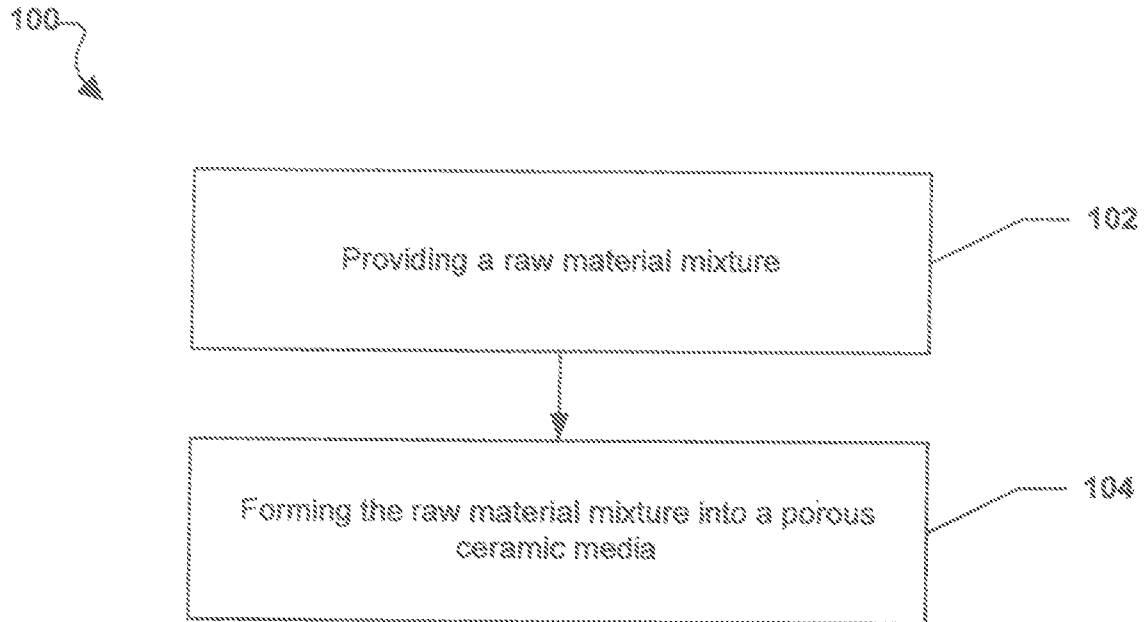 100
Providing a raw material mixture
102
Forming the raw material mixture into a porous
ceramic media
104